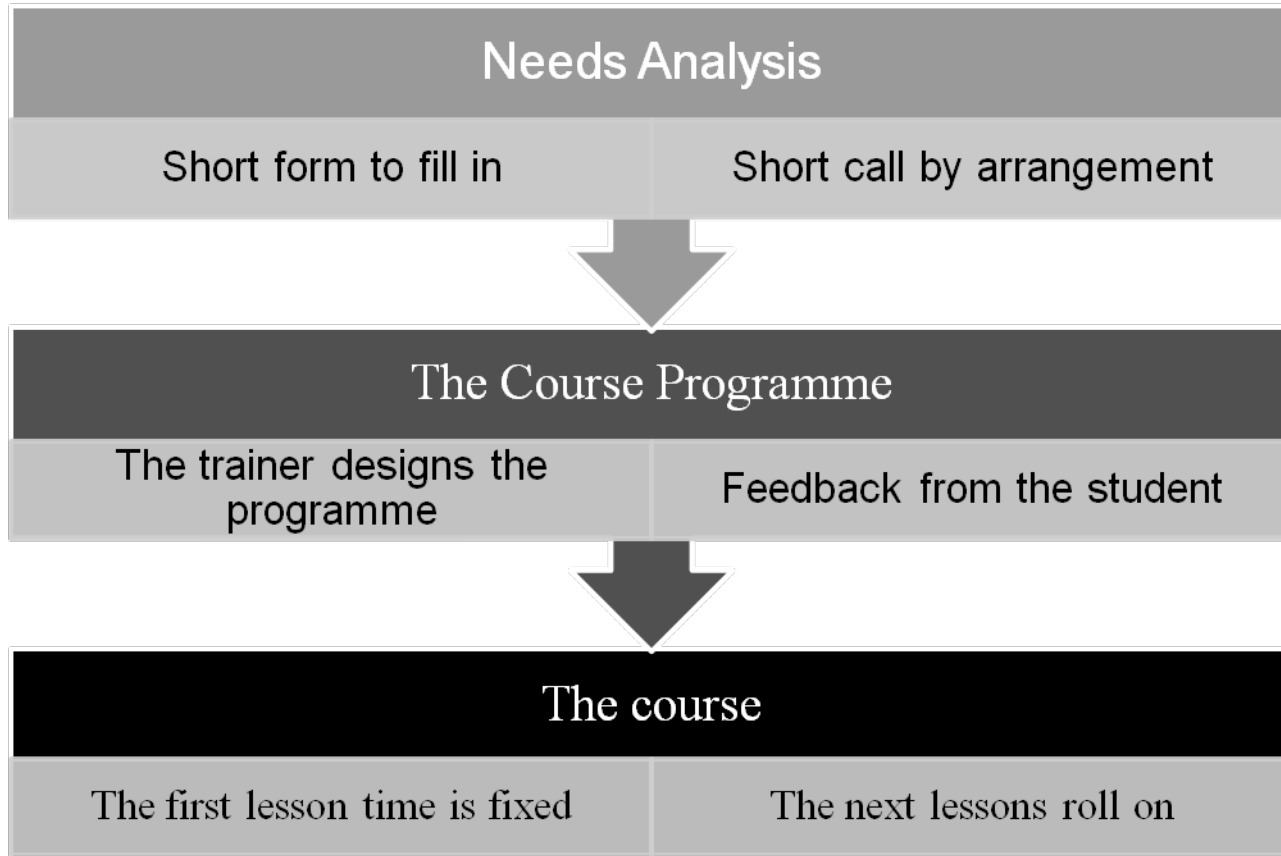 Needs Analysis
Short form to fill in
Short call by arrangement
The Course Programme
The trainer designs the
programme
Feedback from the student
The course
The first lesson time is fixed
The next lessons roll on